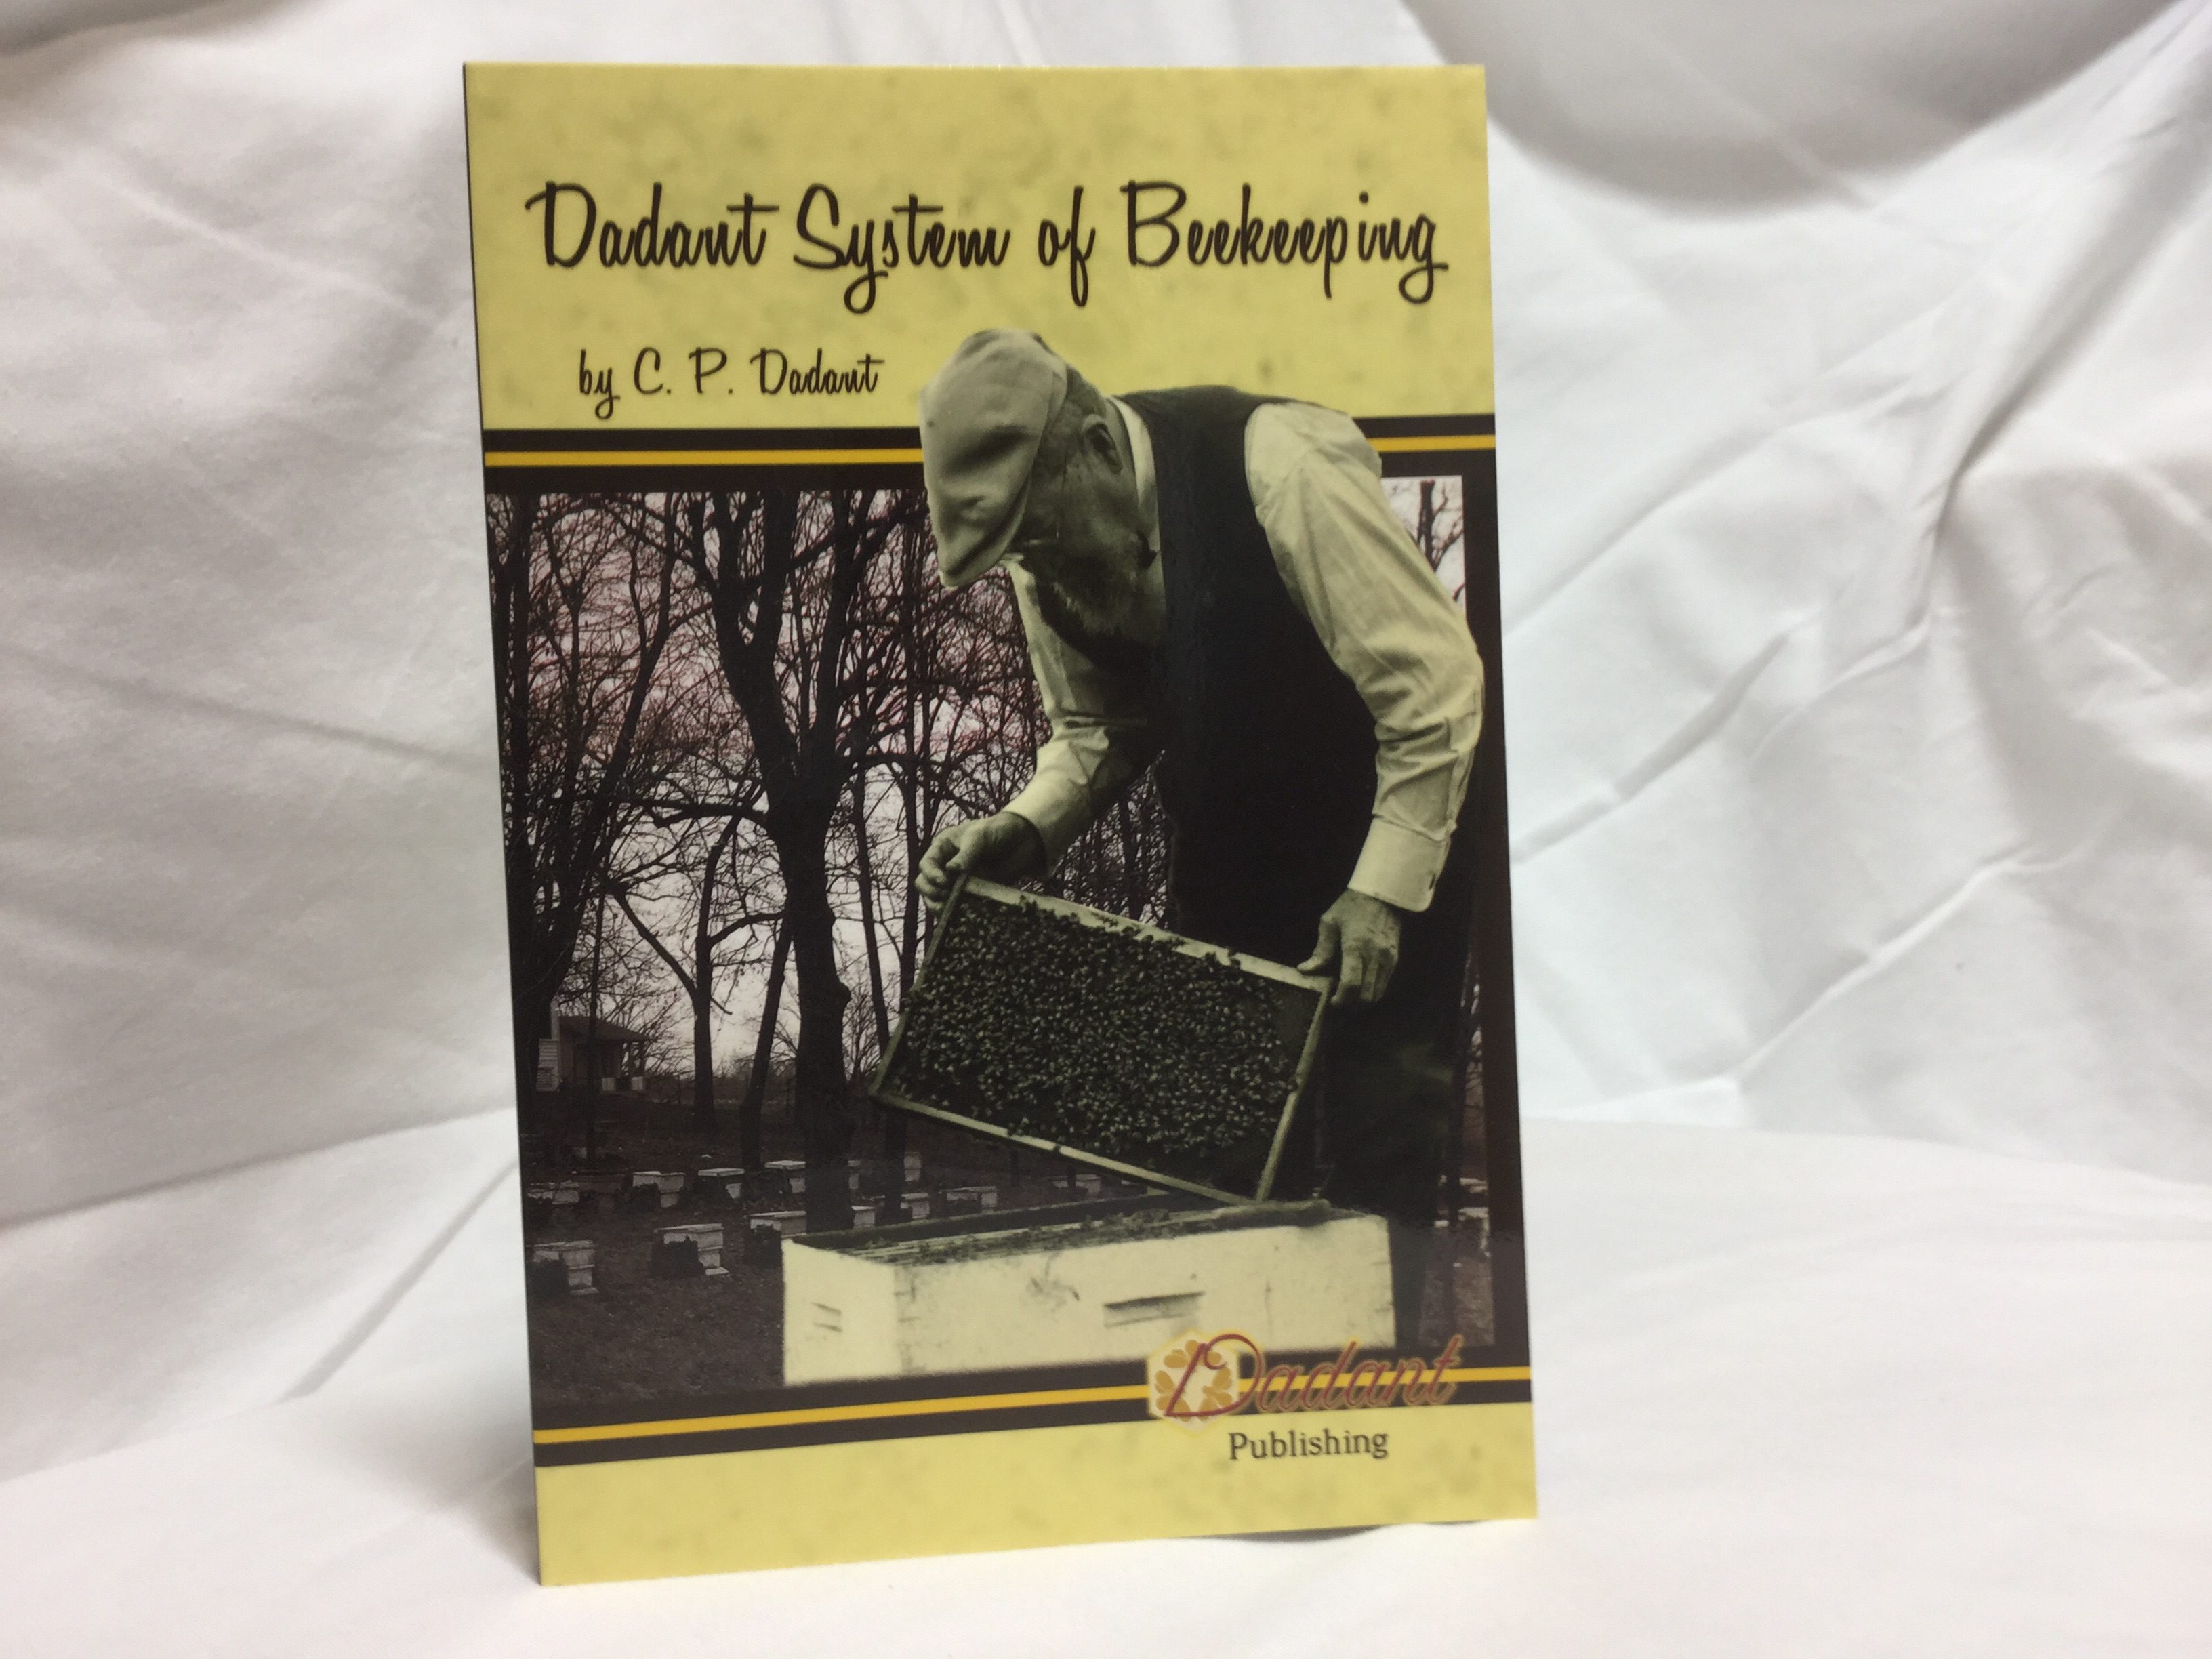 Dadant System of Beekeeping
by C. P. Dadant
Dadant
Publishing